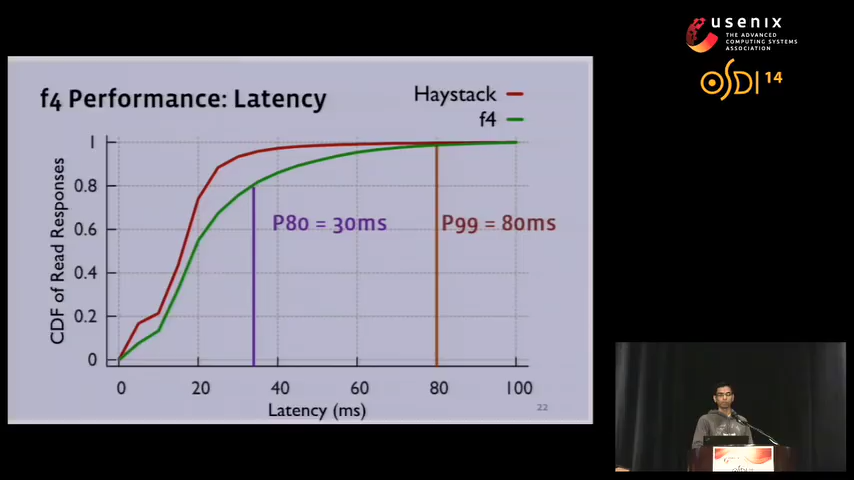 usenix
THE ADVANCED
COMPUTING SYSTEMS
ASSOCIATION
OSDI 14
f4 Performance: Latency
Haystack
f4
CDF of Read Responses
1
0.8
0.6
0.4
0.2
0
P80 = 30ms
P99 = 80ms
0 20 40 60 80 100
Latency (ms)
22